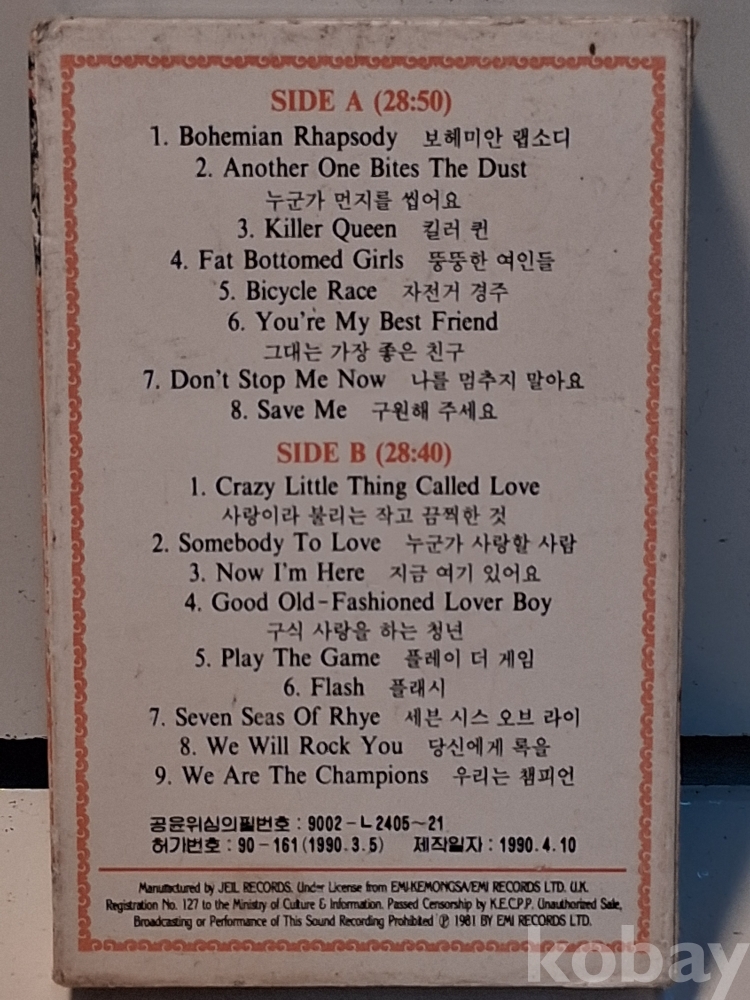 SIDE A (28:50)
1. Bohemian Rhapsody 보헤미안 랩소디
2. Another One Bites The Dust
누군가 먼지를 씹어요
3. Killer Queen 킬러 퀸
4. Fat Bottomed Girls 뚱뚱한 여인들
5. Bicycle Race 자전거 경주
6. You're My Best Friend
그대는 가장 좋은 친구
7. Don't Stop Me Now 나를 멈추지 말아요
8. Save Me 구원해 주세요
SIDE B (28:40)
1. Crazy Little Thing Called Love
사랑이라 불리는 작고 끔찍한 것
2. Somebody To Love 누군가 사랑할 사람
3. Now I'm Here 지금 여기 있어요
4. Good Old-Fashioned Lover Boy
구식 사랑을 하는 청년
5. Play The Game 플레이 더 게임
6. Flash 플래시
7. Seven Seas Of Rhye 세븐 시스 오브 라이
8. We Will Rock You 당신에게 록을
9. We Are The Champions 우리는 챔피언
공윤위심의필번호 : 9002-ㄴ2405~21
허가번호 : 90-161(1990.3.5) 제작일자 : 1990.4.10
Manufactured by JEIL RECORDS. Under License from EMI-KEMONGSA/EMI RECORDS LTD. U.K.
Registration No. 127 to the Ministry of Culture & Information. Passed Censorship by K.E.C.P.P. Unauthorized Sale,
Broadcasting or Performance of This Sound Recording Prohibited ℗ 1981 BY EMI RECORDS LTD.
kobay